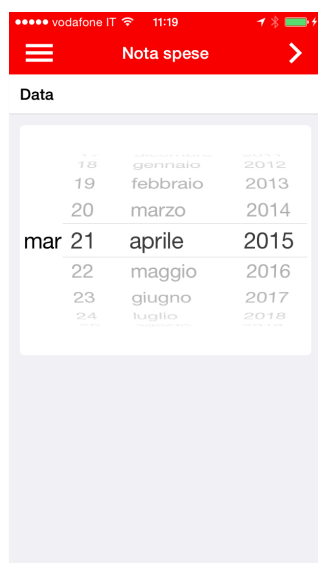 vodafone IT 11:19
Nota spese
Data
18 gennaio 2012
19 febbraio 2013
20 marzo 2014
mar 21 aprile 2015
22 maggio 2016
23 giugno 2017
24 luglio 2018